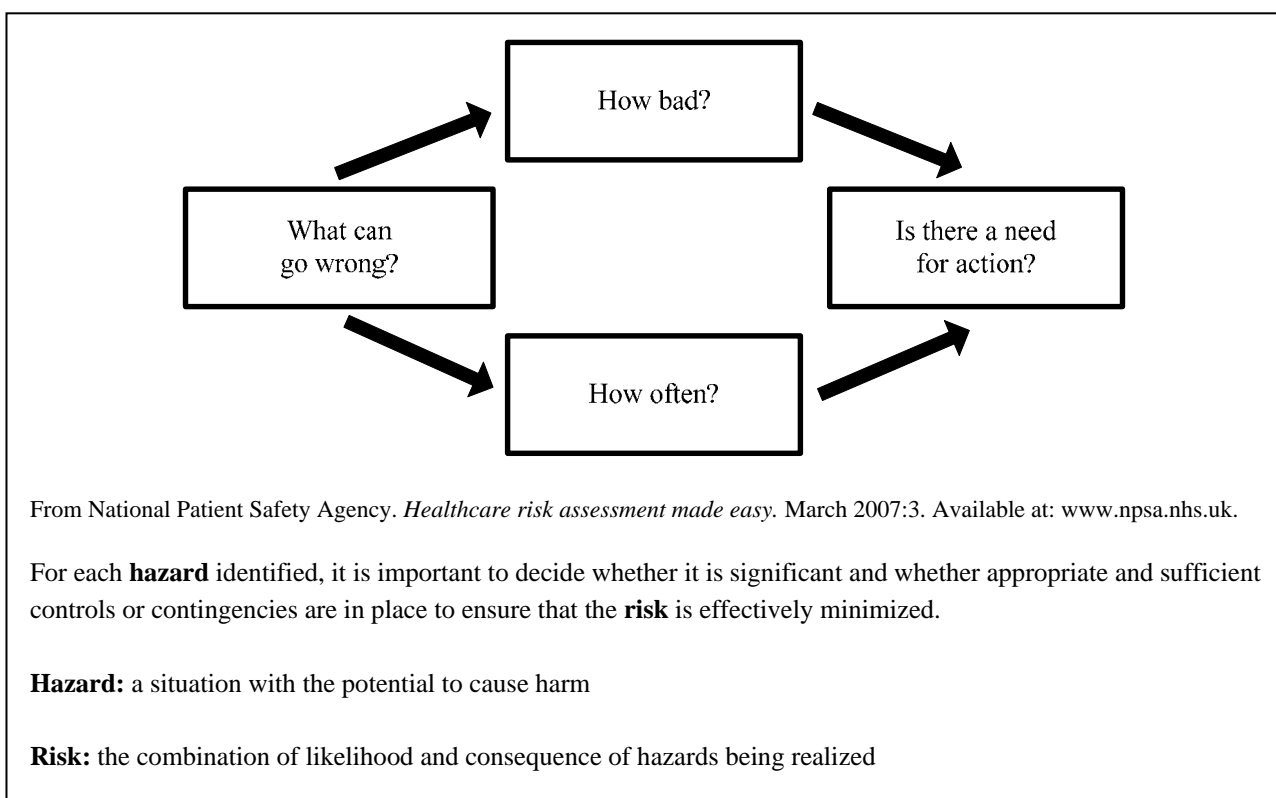 How bad?
What can
go wrong?
Is there a need
for action?
How often?
From National Patient Safety Agency. Healthcare risk assessment made easy. March 2007:3. Available at: www.npsa.nhs.uk.
For each hazard identified, it is important to decide whether it is significant and whether appropriate and sufficient
controls or contingencies are in place to ensure that the risk is effectively minimized.
Hazard: a situation with the potential to cause harm
Risk: the combination of likelihood and consequence of hazards being realized